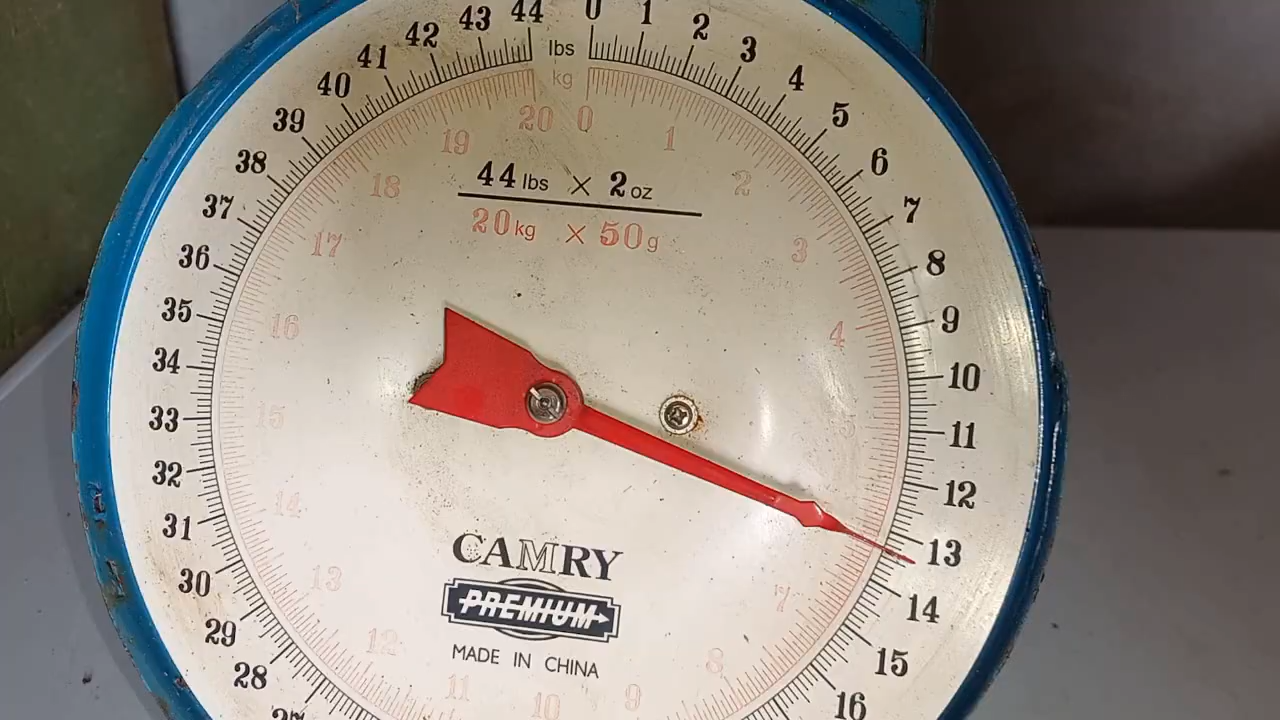 44 0 1 2 3 4 5 6 7 8 9 10 11 12 13 14 15 16
28 29 30 31 32 33 34 35 36 37 38 39 40 41 42 43
lbs
kg
20 0 1 2 3 4 7 8 9 10 11 12 13 14 15 16 17 18 19
44 lbs × 2 oz
20kg × 50g
CAMRY
PREMIUM
MADE IN CHINA